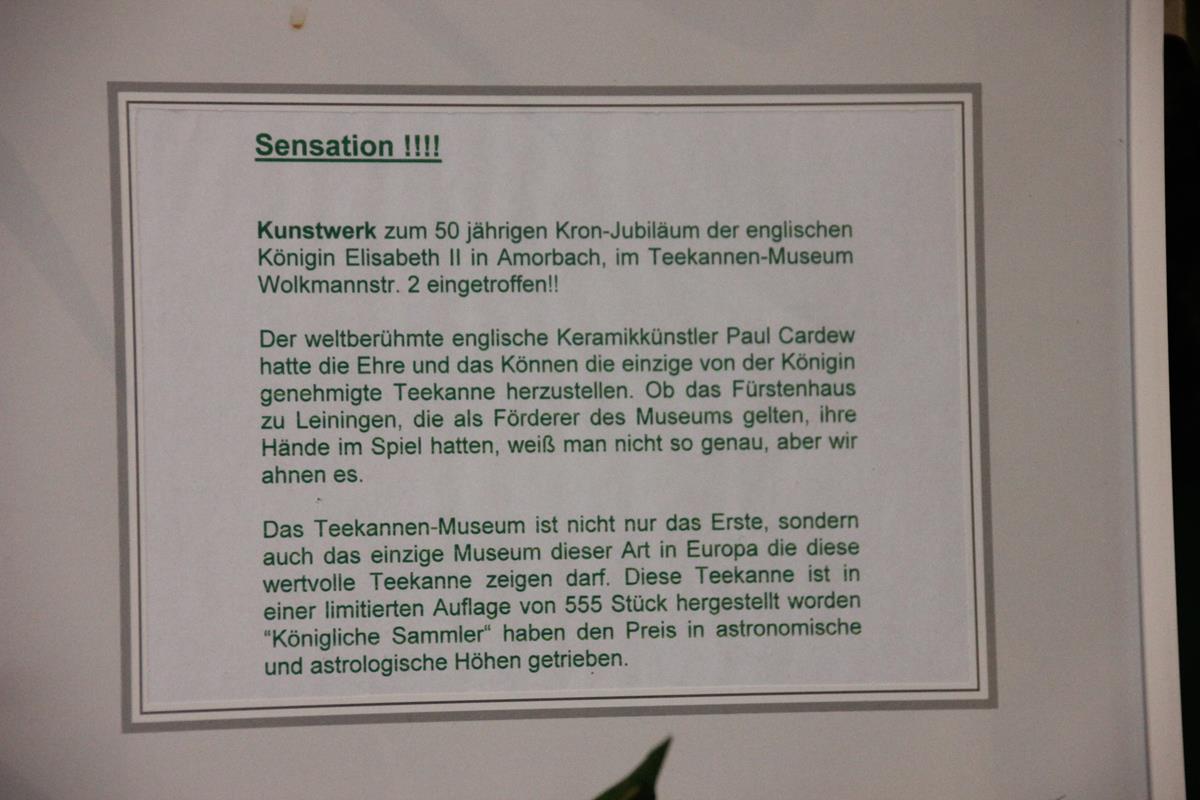 Sensation !!!!
Kunstwerk zum 50 jährigen Kron-Jubiläum der englischen
Königin Elisabeth II in Amorbach, im Teekannen-Museum
Wolkmannstr. 2 eingetroffen!!
Der weltberühmte englische Keramikkünstler Paul Cardew
hatte die Ehre und das Können die einzige von der Königin
genehmigte Teekanne herzustellen. Ob das Fürstenhaus
zu Leiningen, die als Förderer des Museums gelten, ihre
Hände im Spiel hatten, weiß man nicht so genau, aber wir
ahnen es.
Das Teekannen-Museum ist nicht nur das Erste, sondern
auch das einzige Museum dieser Art in Europa die diese
wertvolle Teekanne zeigen darf. Diese Teekanne ist in
einer limitierten Auflage von 555 Stück hergestellt worden
“Königliche Sammler“ haben den Preis in astronomische
und astrologische Höhen getrieben.